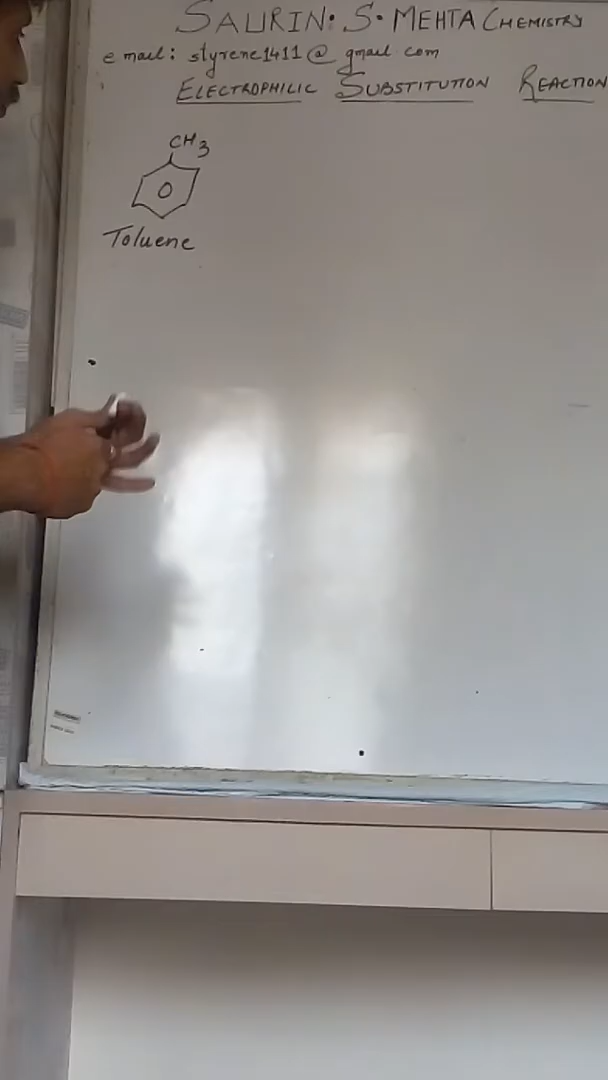 SAURIN. S. MEHTA CHEMISTRY
e mail: styrene1411@gmail.com
ELECTROPHILIC SUBSTITUTION REACTION
CH3
Toluene